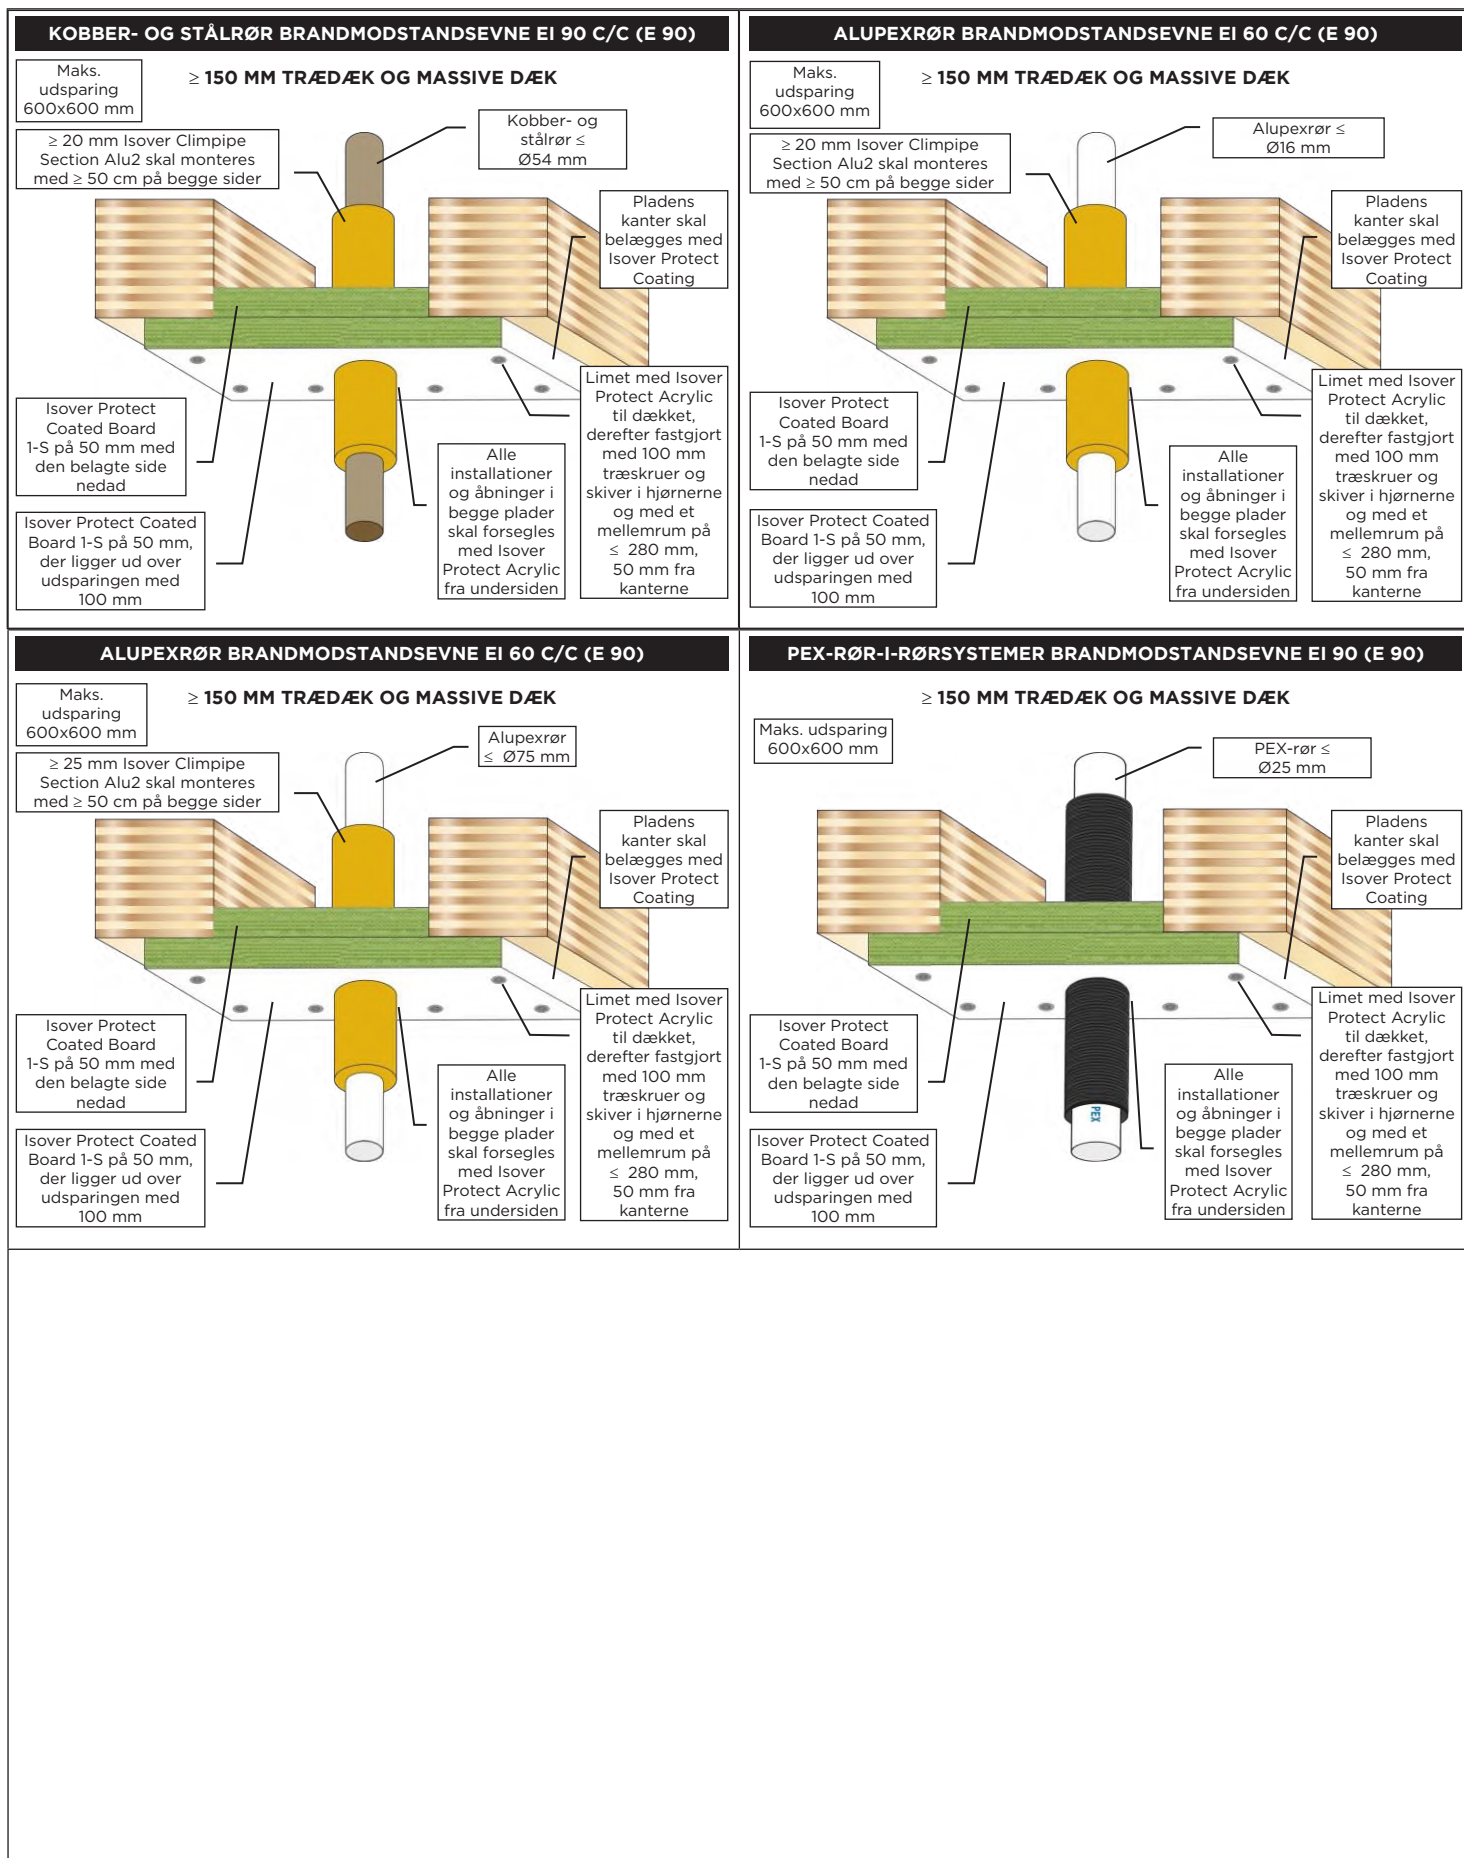 KOBBER- OG STÅLRØR BRANDMODSTANDSEVNE EI 90 C/C (E 90)
Maks.
udsparing
600x600 mm
≥ 150 MM TRÆDÆK OG MASSIVE DÆK
≥ 20 mm Isover Climpipe
Section Alu2 skal monteres
med ≥ 50 cm på begge sider
Kobber- og
stålrør ≤
Ø54 mm
Pladens
kanter skal
belægges med
Isover Protect
Coating
Isover Protect
Coated Board
1-S på 50 mm med
den belagte side
nedad
Isover Protect Coated
Board 1-S på 50 mm,
der ligger ud over
udsparingen med
100 mm
Alle
installationer
og åbninger i
begge plader
skal forsegles
med Isover
Protect Acrylic
fra undersiden
Limet med Isover
Protect Acrylic
til dækket,
derefter fastgjort
med 100 mm
træskruer og
skiver i hjørnerne
og med et
mellemrum på
≤ 280 mm,
50 mm fra
kanterne
ALUPEXRØR BRANDMODSTANDSEVNE EI 60 C/C (E 90)
Maks.
udsparing
600x600 mm
≥ 150 MM TRÆDÆK OG MASSIVE DÆK
≥ 20 mm Isover Climpipe
Section Alu2 skal monteres
med ≥ 50 cm på begge sider
Alupexrør ≤
Ø16 mm
Pladens
kanter skal
belægges med
Isover Protect
Coating
Isover Protect
Coated Board
1-S på 50 mm med
den belagte side
nedad
Isover Protect Coated
Board 1-S på 50 mm,
der ligger ud over
udsparingen med
100 mm
Alle
installationer
og åbninger i
begge plader
skal forsegles
med Isover
Protect Acrylic
fra undersiden
Limet med Isover
Protect Acrylic
til dækket,
derefter fastgjort
med 100 mm
træskruer og
skiver i hjørnerne
og med et
mellemrum på
≤ 280 mm,
50 mm fra
kanterne
ALUPEXRØR BRANDMODSTANDSEVNE EI 60 C/C (E 90)
Maks.
udsparing
600x600 mm
≥ 150 MM TRÆDÆK OG MASSIVE DÆK
≥ 25 mm Isover Climpipe
Section Alu2 skal monteres
med ≥ 50 cm på begge sider
Alupexrør
≤ Ø75 mm
Pladens
kanter skal
belægges med
Isover Protect
Coating
Isover Protect
Coated Board
1-S på 50 mm med
den belagte side
nedad
Isover Protect Coated
Board 1-S på 50 mm,
der ligger ud over
udsparingen med
100 mm
Alle
installationer
og åbninger i
begge plader
skal forsegles
med Isover
Protect Acrylic
fra undersiden
Limet med Isover
Protect Acrylic
til dækket,
derefter fastgjort
med 100 mm
træskruer og
skiver i hjørnerne
og med et
mellemrum på
≤ 280 mm,
50 mm fra
kanterne
PEX-RØR-I-RØRSYSTEMER BRANDMODSTANDSEVNE EI 90 (E 90)
≥ 150 MM TRÆDÆK OG MASSIVE DÆK
Maks. udsparing
600x600 mm
PEX-rør ≤
Ø25 mm
Pladens
kanter skal
belægges med
Isover Protect
Coating
Isover Protect
Coated Board
1-S på 50 mm med
den belagte side
nedad
Isover Protect Coated
Board 1-S på 50 mm,
der ligger ud over
udsparingen med
100 mm
PEX
Alle
installationer
og åbninger i
begge plader
skal forsegles
med Isover
Protect Acrylic
fra undersiden
Limet med Isover
Protect Acrylic
til dækket,
derefter fastgjort
med 100 mm
træskruer og
skiver i hjørnerne
og med et
mellemrum på
≤ 280 mm,
50 mm fra
kanterne